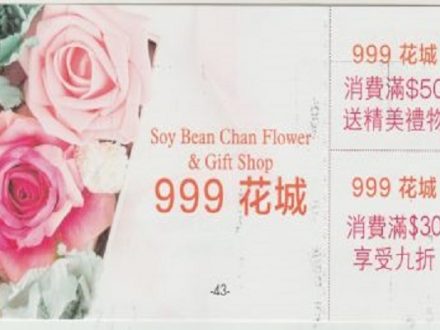 Soy Bean Chan Flower
& Gift Shop
999 花城
-43-
999 花城
消費滿$50
送精美禮物
999 花城
消費滿$30
享受九折